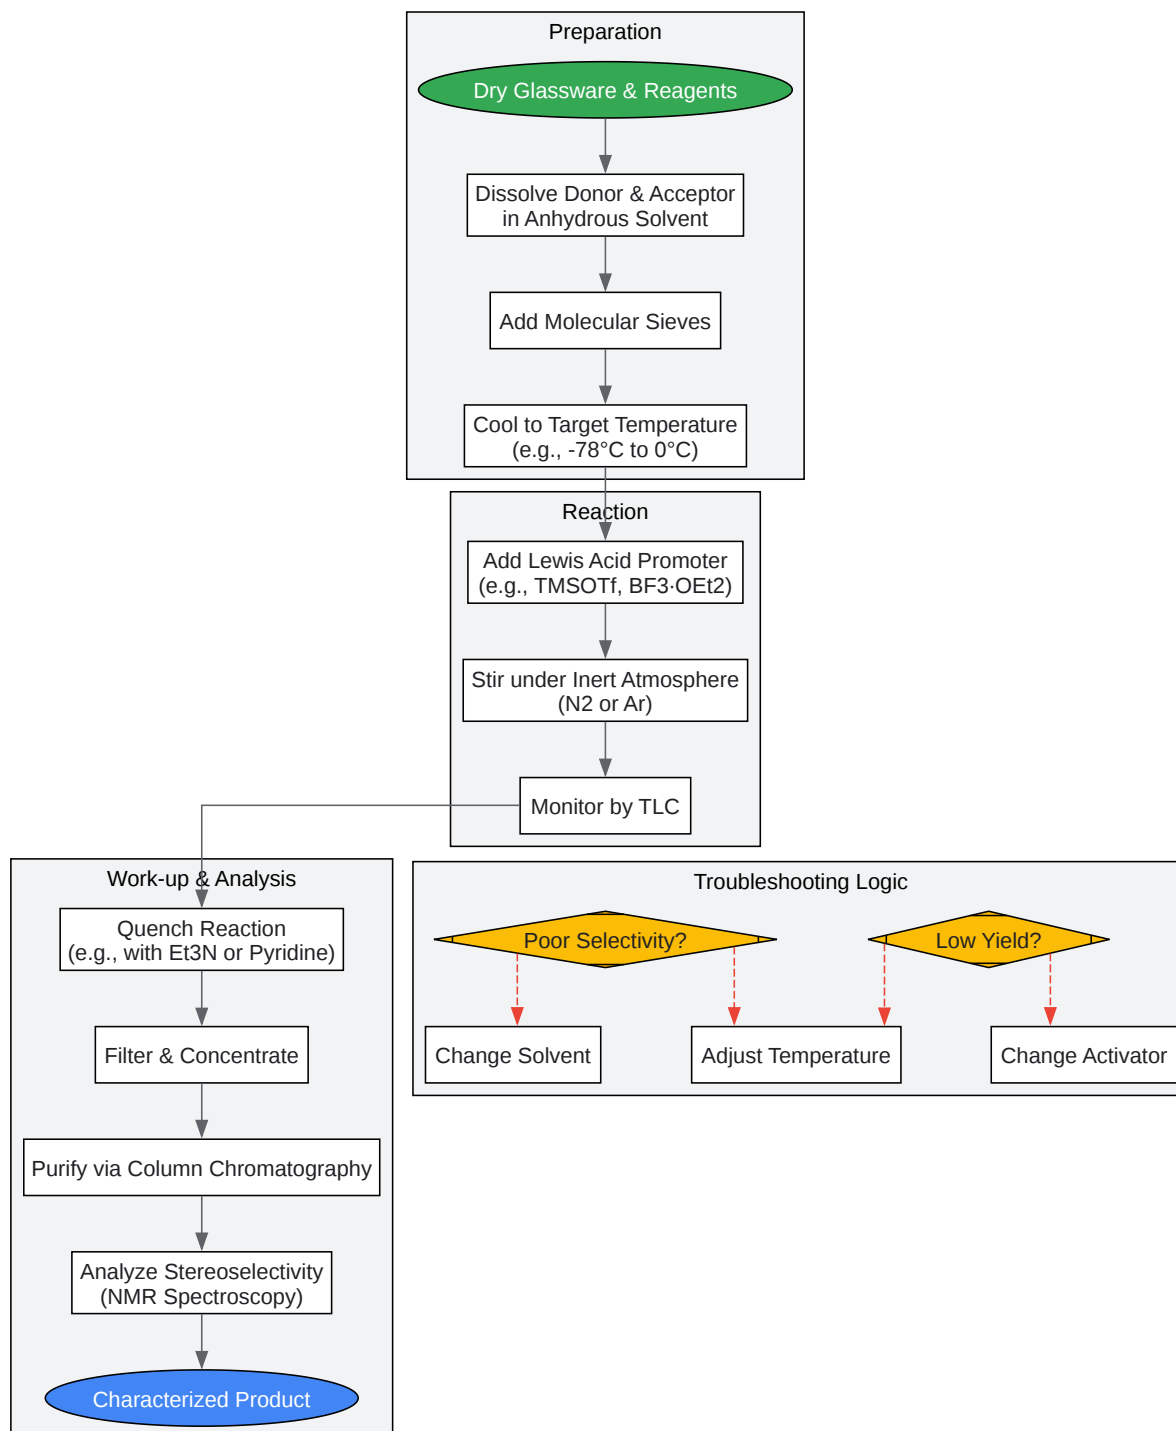 Preparation
Dry Glassware & Reagents
Dissolve Donor & Acceptor
in Anhydrous Solvent
Add Molecular Sieves
Cool to Target Temperature
(e.g., -78°C to 0°C)
Reaction
Add Lewis Acid Promoter
(e.g., TMSOTf, BF3·OEt2)
Stir under Inert Atmosphere
(N2 or Ar)
Monitor by TLC
Work-up & Analysis
Quench Reaction
(e.g., with Et3N or Pyridine)
Filter & Concentrate
Purify via Column Chromatography
Analyze Stereoselectivity
(NMR Spectroscopy)
Characterized Product
Troubleshooting Logic
Poor Selectivity?
Low Yield?
Change Solvent
Adjust Temperature
Change Activator